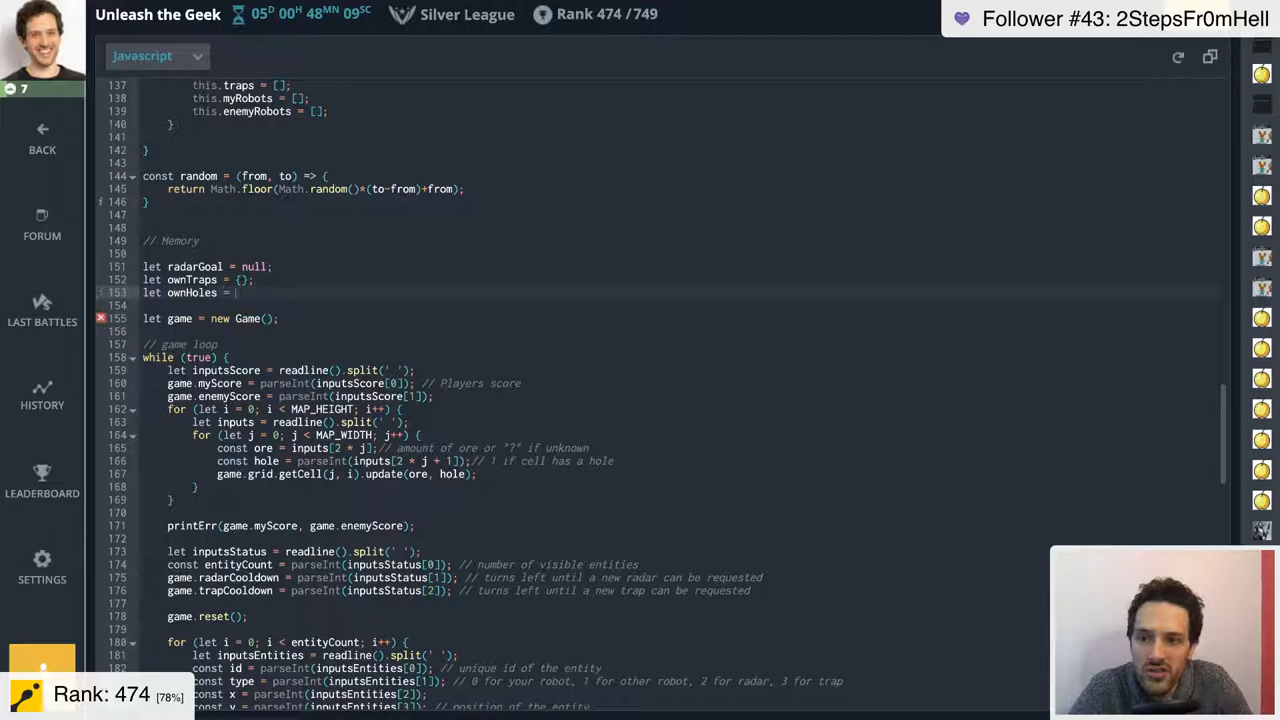 Unleash the Geek
05D 00H 48MN 09SC
Silver League
Rank 474 / 749
Follower #43: 2StepsFr0mHell
7
Javascript
BACK
FORUM
LAST BATTLES
HISTORY
LEADERBOARD
SETTINGS
137 this.traps = [];
138 this.myRobots = [];
139 this.enemyRobots = [];
140 }
141
142 }
143
144 const random = (from, to) => {
145 return Math.floor(Math.random()*(to-from)+from);
146 }
147
148
149 // Memory
150
151 let radarGoal = null;
152 let ownTraps = {};
153 let ownHoles =
154
155 let game = new Game();
156
157 // game loop
158 while (true) {
159 let inputsScore = readline().split(' ');
160 game.myScore = parseInt(inputsScore[0]); // Players score
161 game.enemyScore = parseInt(inputsScore[1]);
162 for (let i = 0; i < MAP_HEIGHT; i++) {
163 let inputs = readline().split(' ');
164 for (let j = 0; j < MAP_WIDTH; j++) {
165 const ore = inputs[2 * j];// amount of ore or "?" if unknown
166 const hole = parseInt(inputs[2 * j + 1]);// 1 if cell has a hole
167 game.grid.getCell(j, i).update(ore, hole);
168 }
169 }
170
171 printErr(game.myScore, game.enemyScore);
172
173 let inputsStatus = readline().split(' ');
174 const entityCount = parseInt(inputsStatus[0]); // number of visible entities
175 game.radarCooldown = parseInt(inputsStatus[1]); // turns left until a new radar can be requested
176 game.trapCooldown = parseInt(inputsStatus[2]); // turns left until a new trap can be requested
177
178 game.reset();
179
180 for (let i = 0; i < entityCount; i++) {
181 let inputsEntities = readline().split(' ');
182 const id = parseInt(inputsEntities[0]); // unique id of the entity
const type = parseInt(inputsEntities[1]); // 0 for your robot, 1 for other robot, 2 for radar, 3 for trap
const x = parseInt(inputsEntities[2]);
const y = parseInt(inputsEntities[3]); // position of the entity
Rank: 474 [78%]